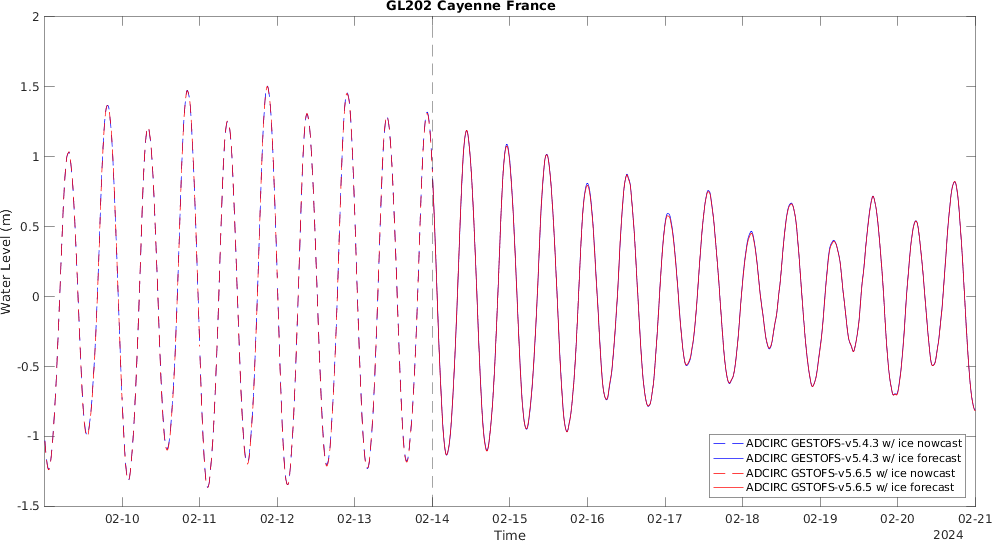 GL202 Cayenne France
2
1.5
1
0.5
0
-0.5
-1
-1.5
Water Level (m)
ADCIRC GESTOFS-v5.4.3 w/ ice nowcast
ADCIRC GESTOFS-v5.4.3 w/ ice forecast
ADCIRC GSTOFS-v5.6.5 w/ ice nowcast
ADCIRC GSTOFS-v5.6.5 w/ ice forecast
02-10 02-11 02-12 02-13 02-14 02-15 02-16 02-17 02-18 02-19 02-20 02-21
Time
2024